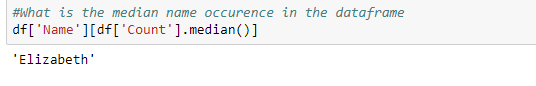 #What is the median name occurence in the dataframe
df['Name'][df['Count'].median()]
'Elizabeth'